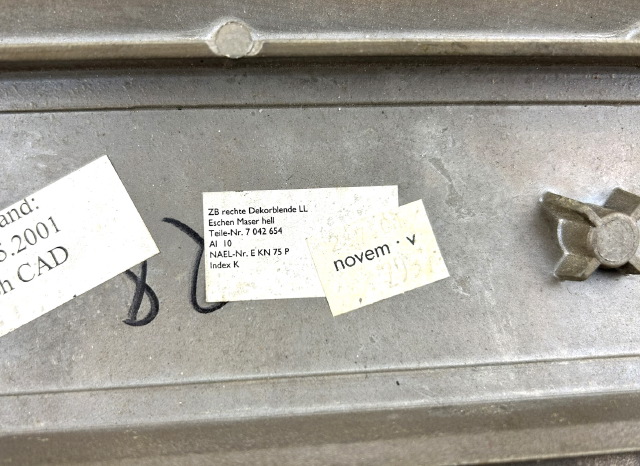 and:
.2001
h CAD
ZB rechte Dekorblende LL
Eschen Maser hell
Teile-Nr. 7 042 654
AI 10
NAEL-Nr. E KN 75 P
Index K
novem · v